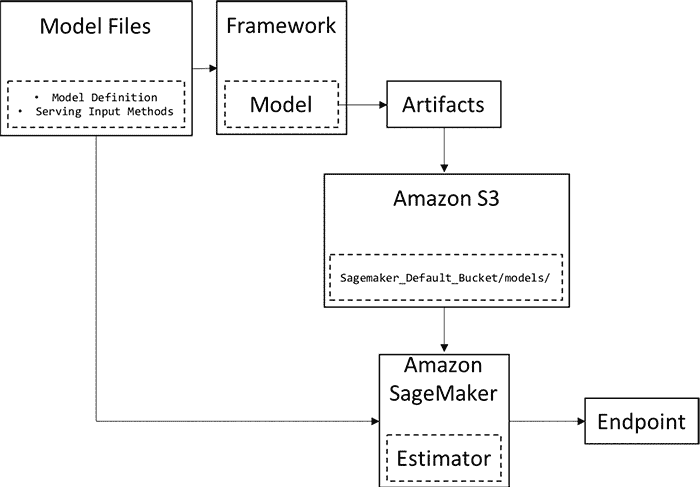 Model Files
• Model Definition
• Serving Input Methods
Framework
Model
Artifacts
Amazon S3
Sagemaker_Default_Bucket/models/
Amazon
SageMaker
Estimator
Endpoint